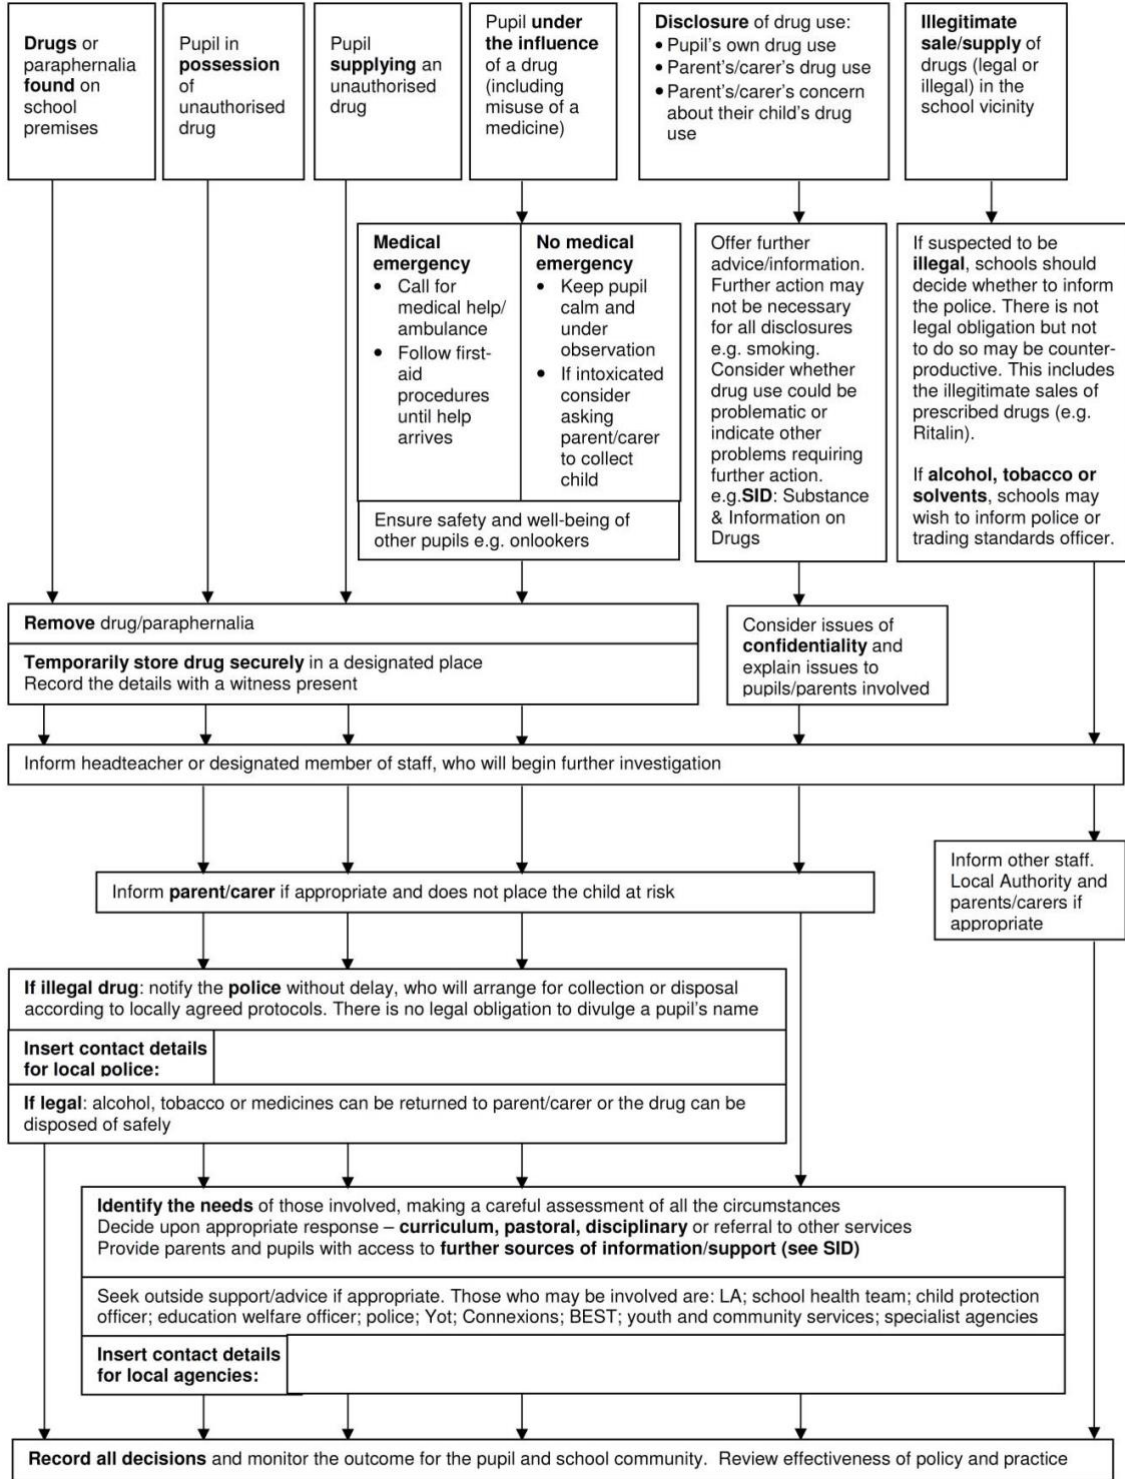 Drugs or
paraphernalia
found on
school
premises
Pupil in
possession
of
unauthorised
drug
Pupil
supplying an
unauthorised
drug
Pupil under
the influence
of a drug
(including
misuse of a
medicine)
Disclosure of drug use:
• Pupil's own drug use
• Parent's/carer's drug use
• Parent's/carer's concern
about their child's drug
use
Illegitimate
sale/supply of
drugs (legal or
illegal) in the
school vicinity
Medical
emergency
• Call for
medical help/
ambulance
• Follow first-
aid
procedures
until help
arrives
No medical
emergency
• Keep pupil
calm and
under
observation
• If intoxicated
consider
asking
parent/carer
to collect
child
Ensure safety and well-being of
other pupils e.g. onlookers
Offer further
advice/information.
Further action may
not be necessary
for all disclosures
e.g. smoking.
Consider whether
drug use could be
problematic or
indicate other
problems requiring
further action.
e.g.SID: Substance
& Information on
Drugs
If suspected to be
illegal, schools should
decide whether to inform
the police. There is not
legal obligation but not
to do so may be counter-
productive. This includes
the illegitimate sales of
prescribed drugs (e.g.
Ritalin).
If alcohol, tobacco or
solvents, schools may
wish to inform police or
trading standards officer.
Remove drug/paraphernalia
Temporarily store drug securely in a designated place
Record the details with a witness present
Consider issues of
confidentiality and
explain issues to
pupils/parents involved
Inform headteacher or designated member of staff, who will begin further investigation
Inform other staff.
Local Authority and
parents/carers if
appropriate
Inform parent/carer if appropriate and does not place the child at risk
If illegal drug: notify the police without delay, who will arrange for collection or disposal
according to locally agreed protocols. There is no legal obligation to divulge a pupil's name
Insert contact details
for local police:
If legal: alcohol, tobacco or medicines can be returned to parent/carer or the drug can be
disposed of safely
Identify the needs of those involved, making a careful assessment of all the circumstances
Decide upon appropriate response – curriculum, pastoral, disciplinary or referral to other services
Provide parents and pupils with access to further sources of information/support (see SID)
Seek outside support/advice if appropriate. Those who may be involved are: LA; school health team; child protection
officer; education welfare officer; police; Yot; Connexions; BEST; youth and community services; specialist agencies
Insert contact details
for local agencies:
Record all decisions and monitor the outcome for the pupil and school community. Review effectiveness of policy and practice